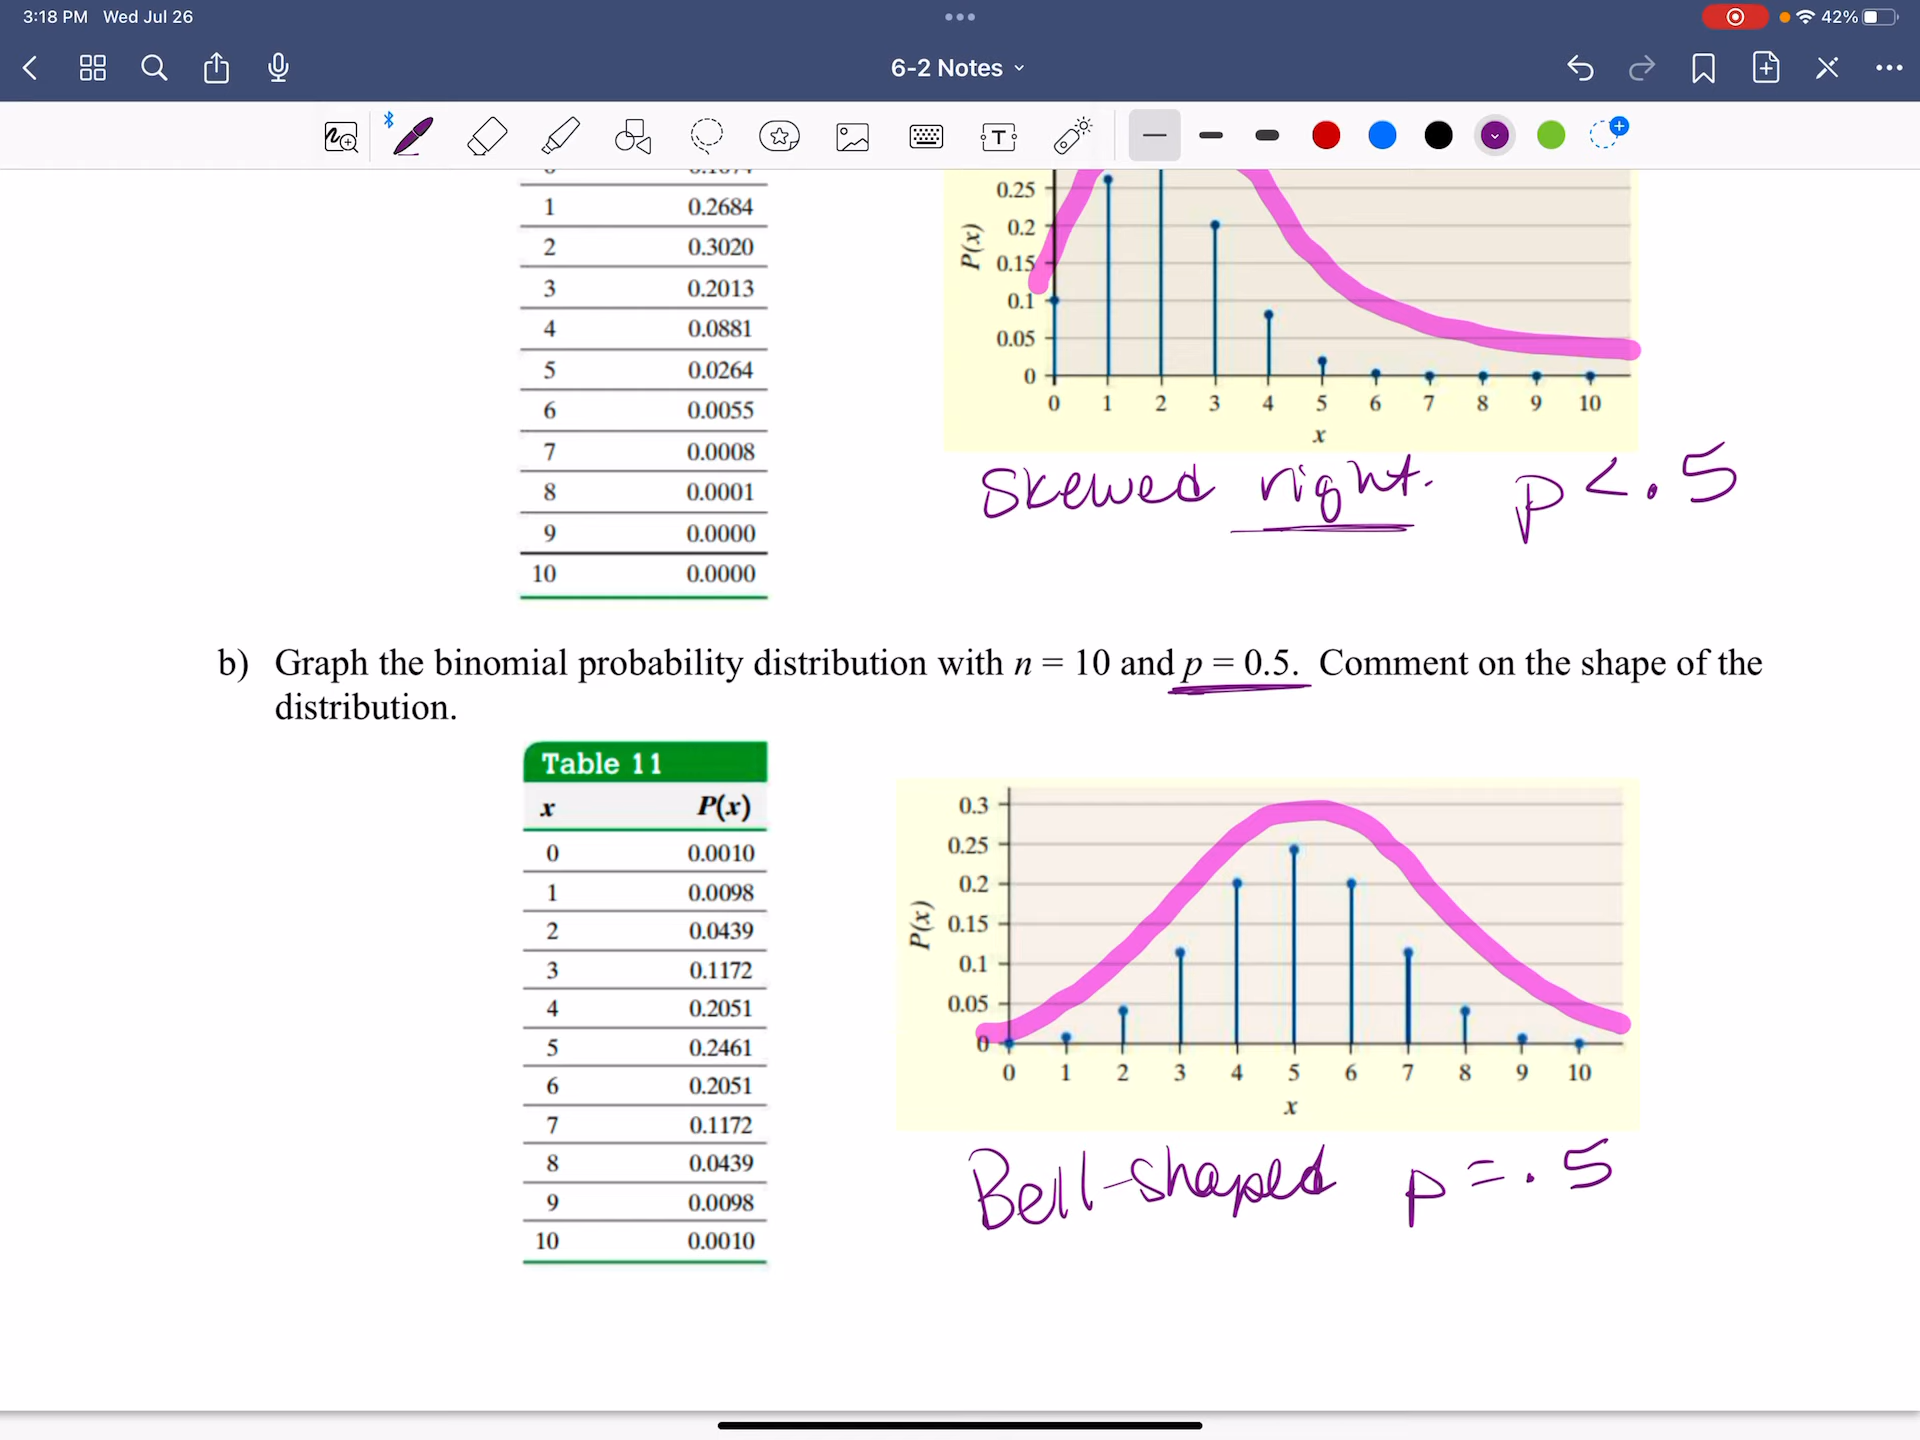 3:18 PM Wed Jul 26
42%
6-2 Notes
1 0.2684
2 0.3020
3 0.2013
4 0.0881
5 0.0264
6 0.0055
7 0.0008
8 0.0001
9 0.0000
10 0.0000
P(x)
0.25
0.2
0.15
0.1
0.05
0
0 1 2 3 4 5 6 7 8 9 10
x
Skewed right. p < .5
b) Graph the binomial probability distribution with n = 10 and p = 0.5. Comment on the shape of the
distribution.
Table 11
x P(x)
0 0.0010
1 0.0098
2 0.0439
3 0.1172
4 0.2051
5 0.2461
6 0.2051
7 0.1172
8 0.0439
9 0.0098
10 0.0010
P(x)
0.3
0.25
0.2
0.15
0.1
0.05
0
0 1 2 3 4 5 6 7 8 9 10
x
Bell-shaped p = .5